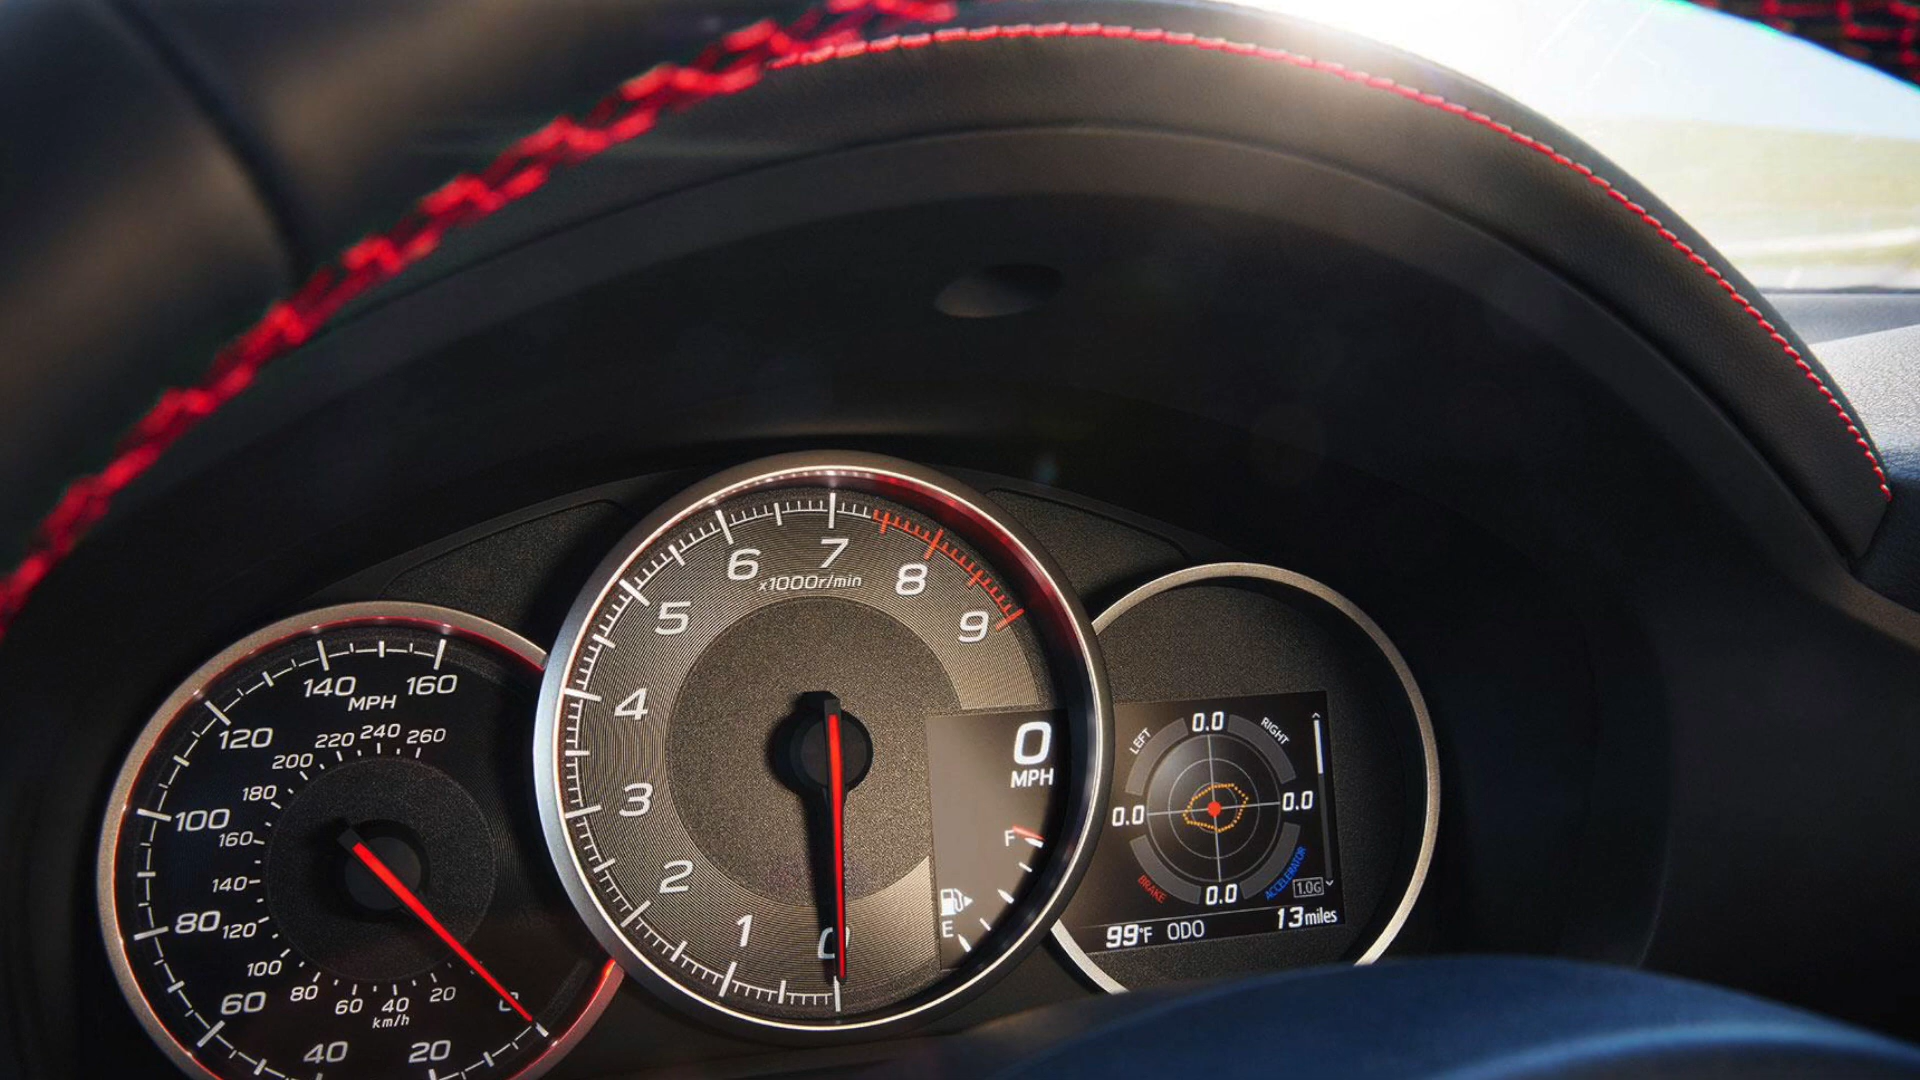 140 160
MPH
120
100
80
60
40 20
220 240 260
200
180
160
140
120
100
80 60 40 20 0
km/h
6 7 8
x1000r/min
5 9
4
3
2
1 0
0
MPH
F
E
LEFT 0.0 RIGHT
0.0 0.0
BRAKE 0.0 ACCELERATOR
1.0G
99°F ODO 13miles